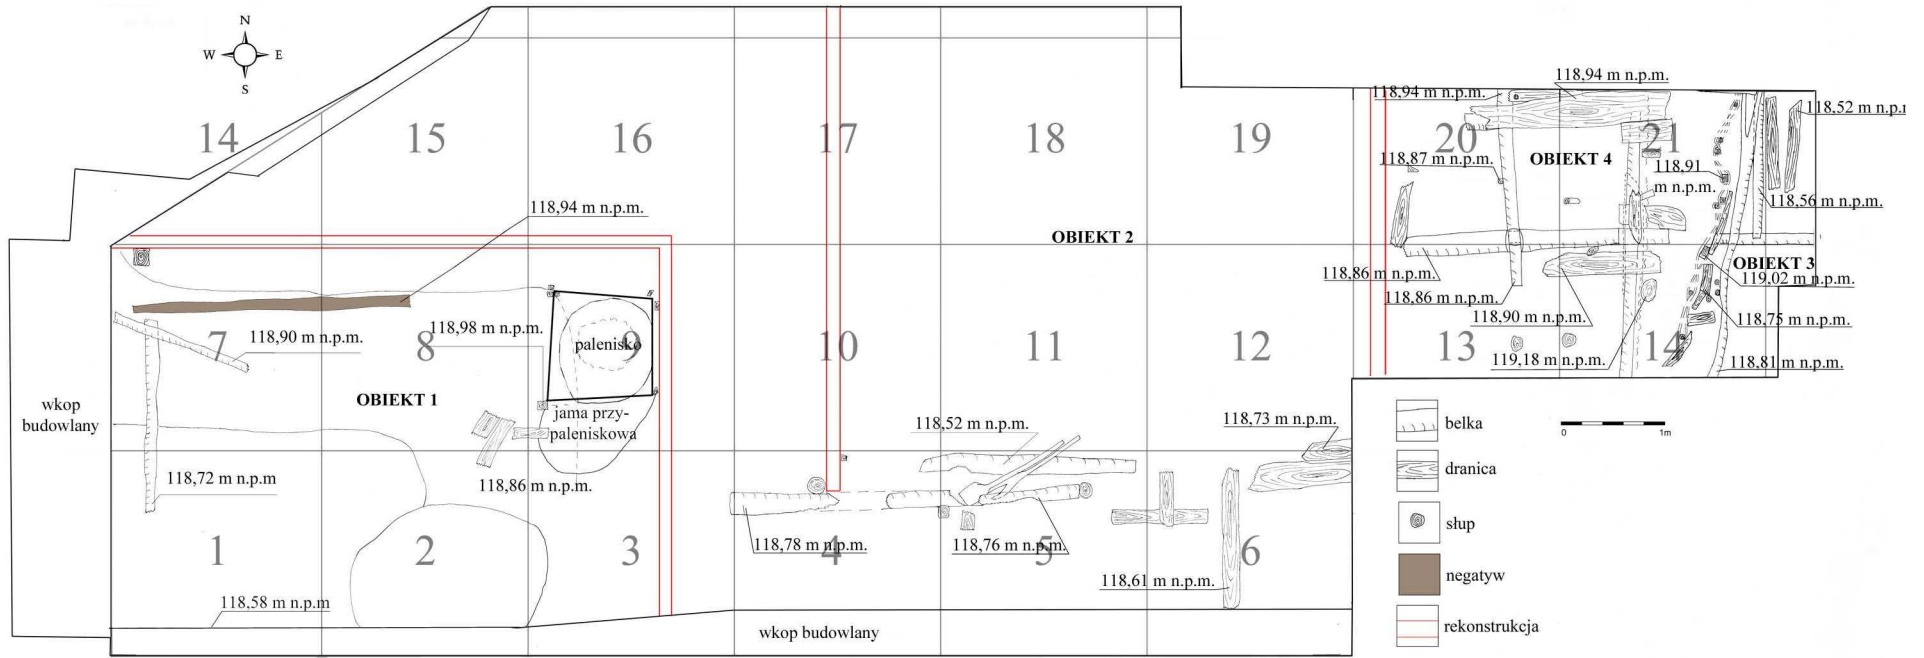 N
W E
S
14
15
16
17
18
19
20
21
118,94 m n.p.m.
118,94 m n.p.m.
118,52 m n.p.m
118,87 m n.p.m.
OBIEKT 4
118,91
m n.p.m.
118,56 m n.p.m.
118,94 m n.p.m.
OBIEKT 2
OBIEKT 3
118,86 m n.p.m.
119,02 m n.p.m.
118,86 m n.p.m.
118,90 m n.p.m.
118,75 m n.p.m.
119,18 m n.p.m.
118,81 m n.p.m.
7
8
9
10
11
12
13
14
118,90 m n.p.m.
118,98 m n.p.m.
palenisko
OBIEKT 1
wkop
budowlany
jama przy-
paleniskowa
118,72 m n.p.m
118,86 m n.p.m.
118,52 m n.p.m.
118,73 m n.p.m.
118,78 m n.p.m.
118,76 m n.p.m.
118,61 m n.p.m.
1
2
3
4
5
6
118,58 m n.p.m
wkop budowlany
belka
0 1m
dranica
słup
negatyw
rekonstrukcja